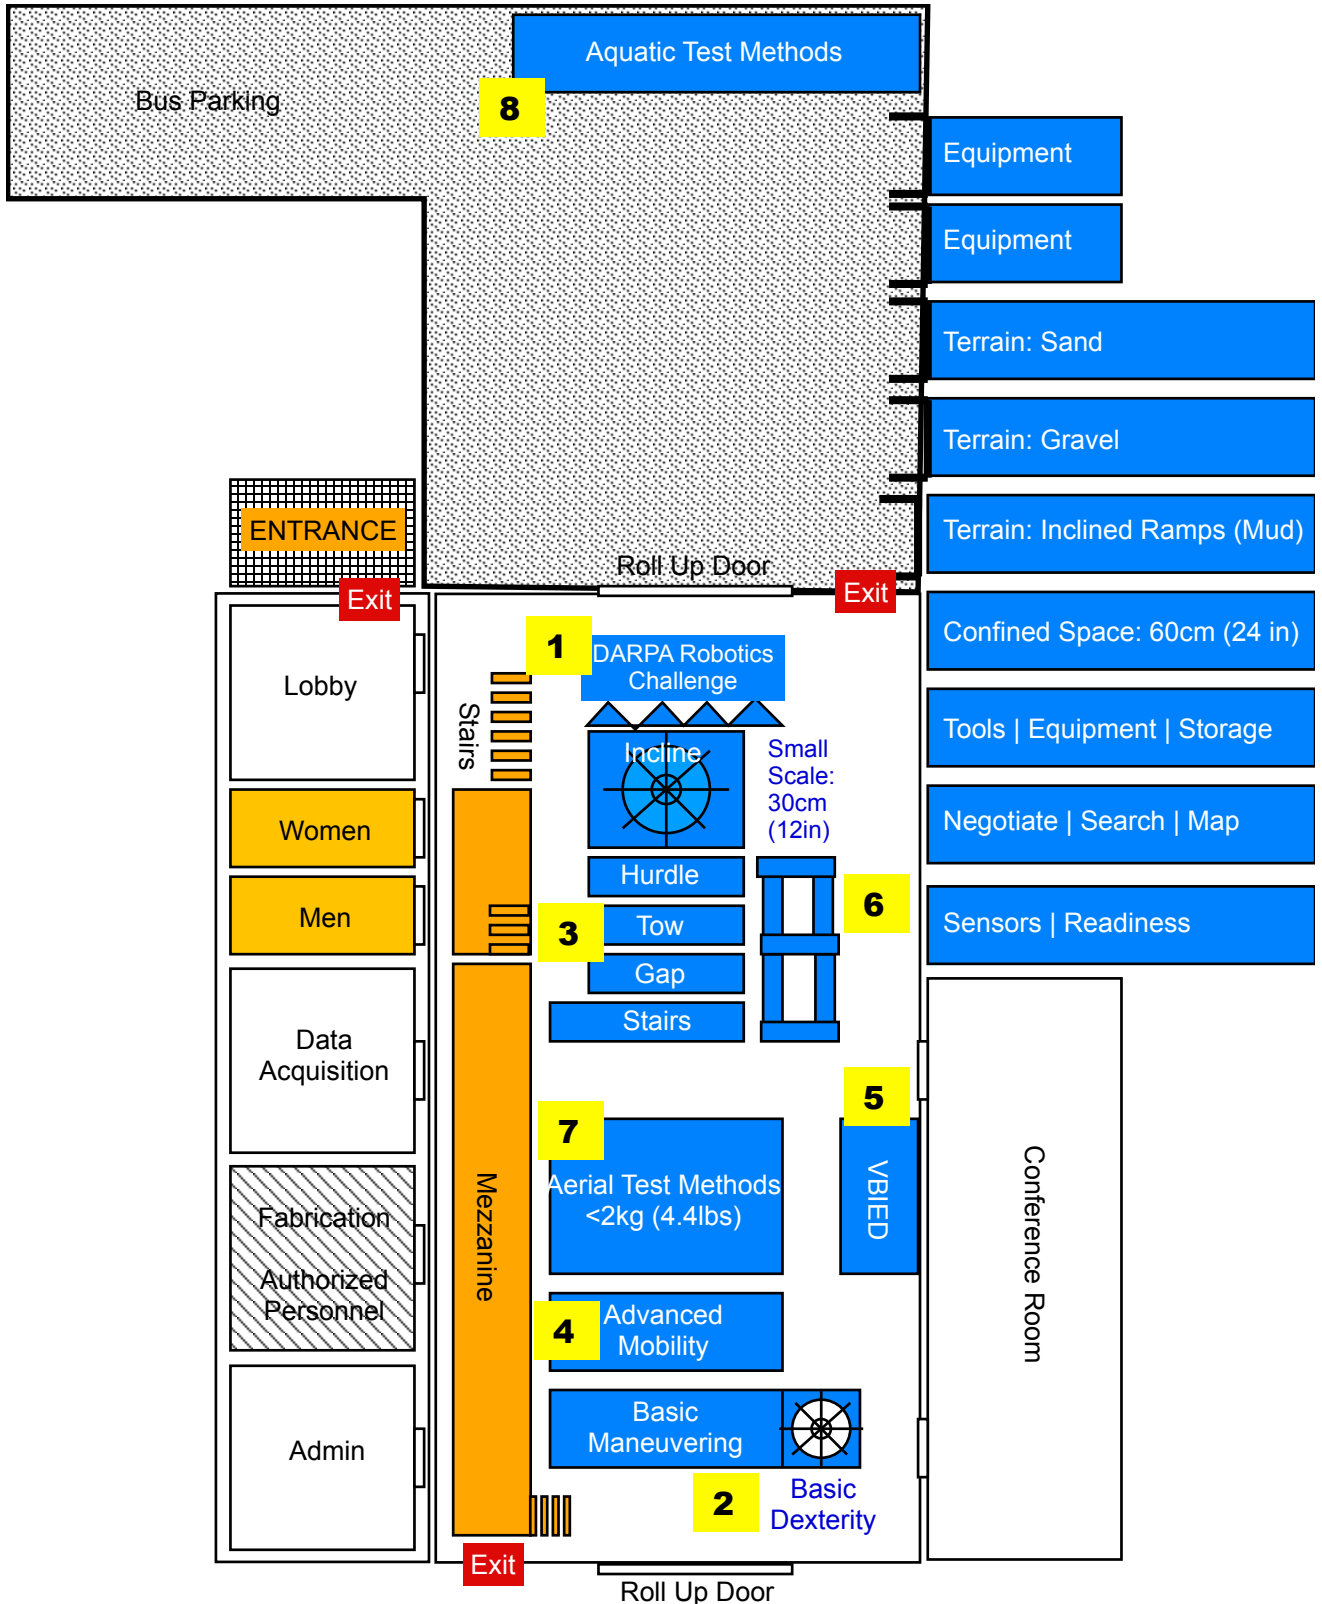 Aquatic Test Methods
Bus Parking
8
Equipment
Equipment
Terrain: Sand
Terrain: Gravel
ENTRANCE
Terrain: Inclined Ramps (Mud)
Roll Up Door
Exit
Exit
Confined Space: 60cm (24 in)
1
DARPA Robotics
Challenge
Lobby
Stairs
Tools | Equipment | Storage
Incline
Small
Scale:
30cm
(12in)
Women
Negotiate | Search | Map
Hurdle
6
Men
3
Tow
Sensors | Readiness
Gap
Stairs
Data
Acquisition
5
7
Aerial Test Methods
<2kg (4.4lbs)
VBIED
Mezzanine
Conference Room
Fabrication
Authorized
Personnel
4
Advanced
Mobility
Basic
Maneuvering
Admin
2
Basic
Dexterity
Exit
Roll Up Door